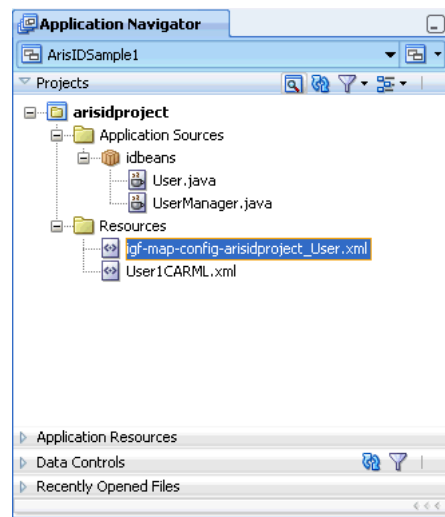 Application Navigator
ArisIDSample1
Projects
arisidproject
Application Sources
idbeans
User.java
UserManager.java
Resources
igf-map-config-arisidproject_User.xml
User1CARML.xml
Application Resources
Data Controls
Recently Opened Files